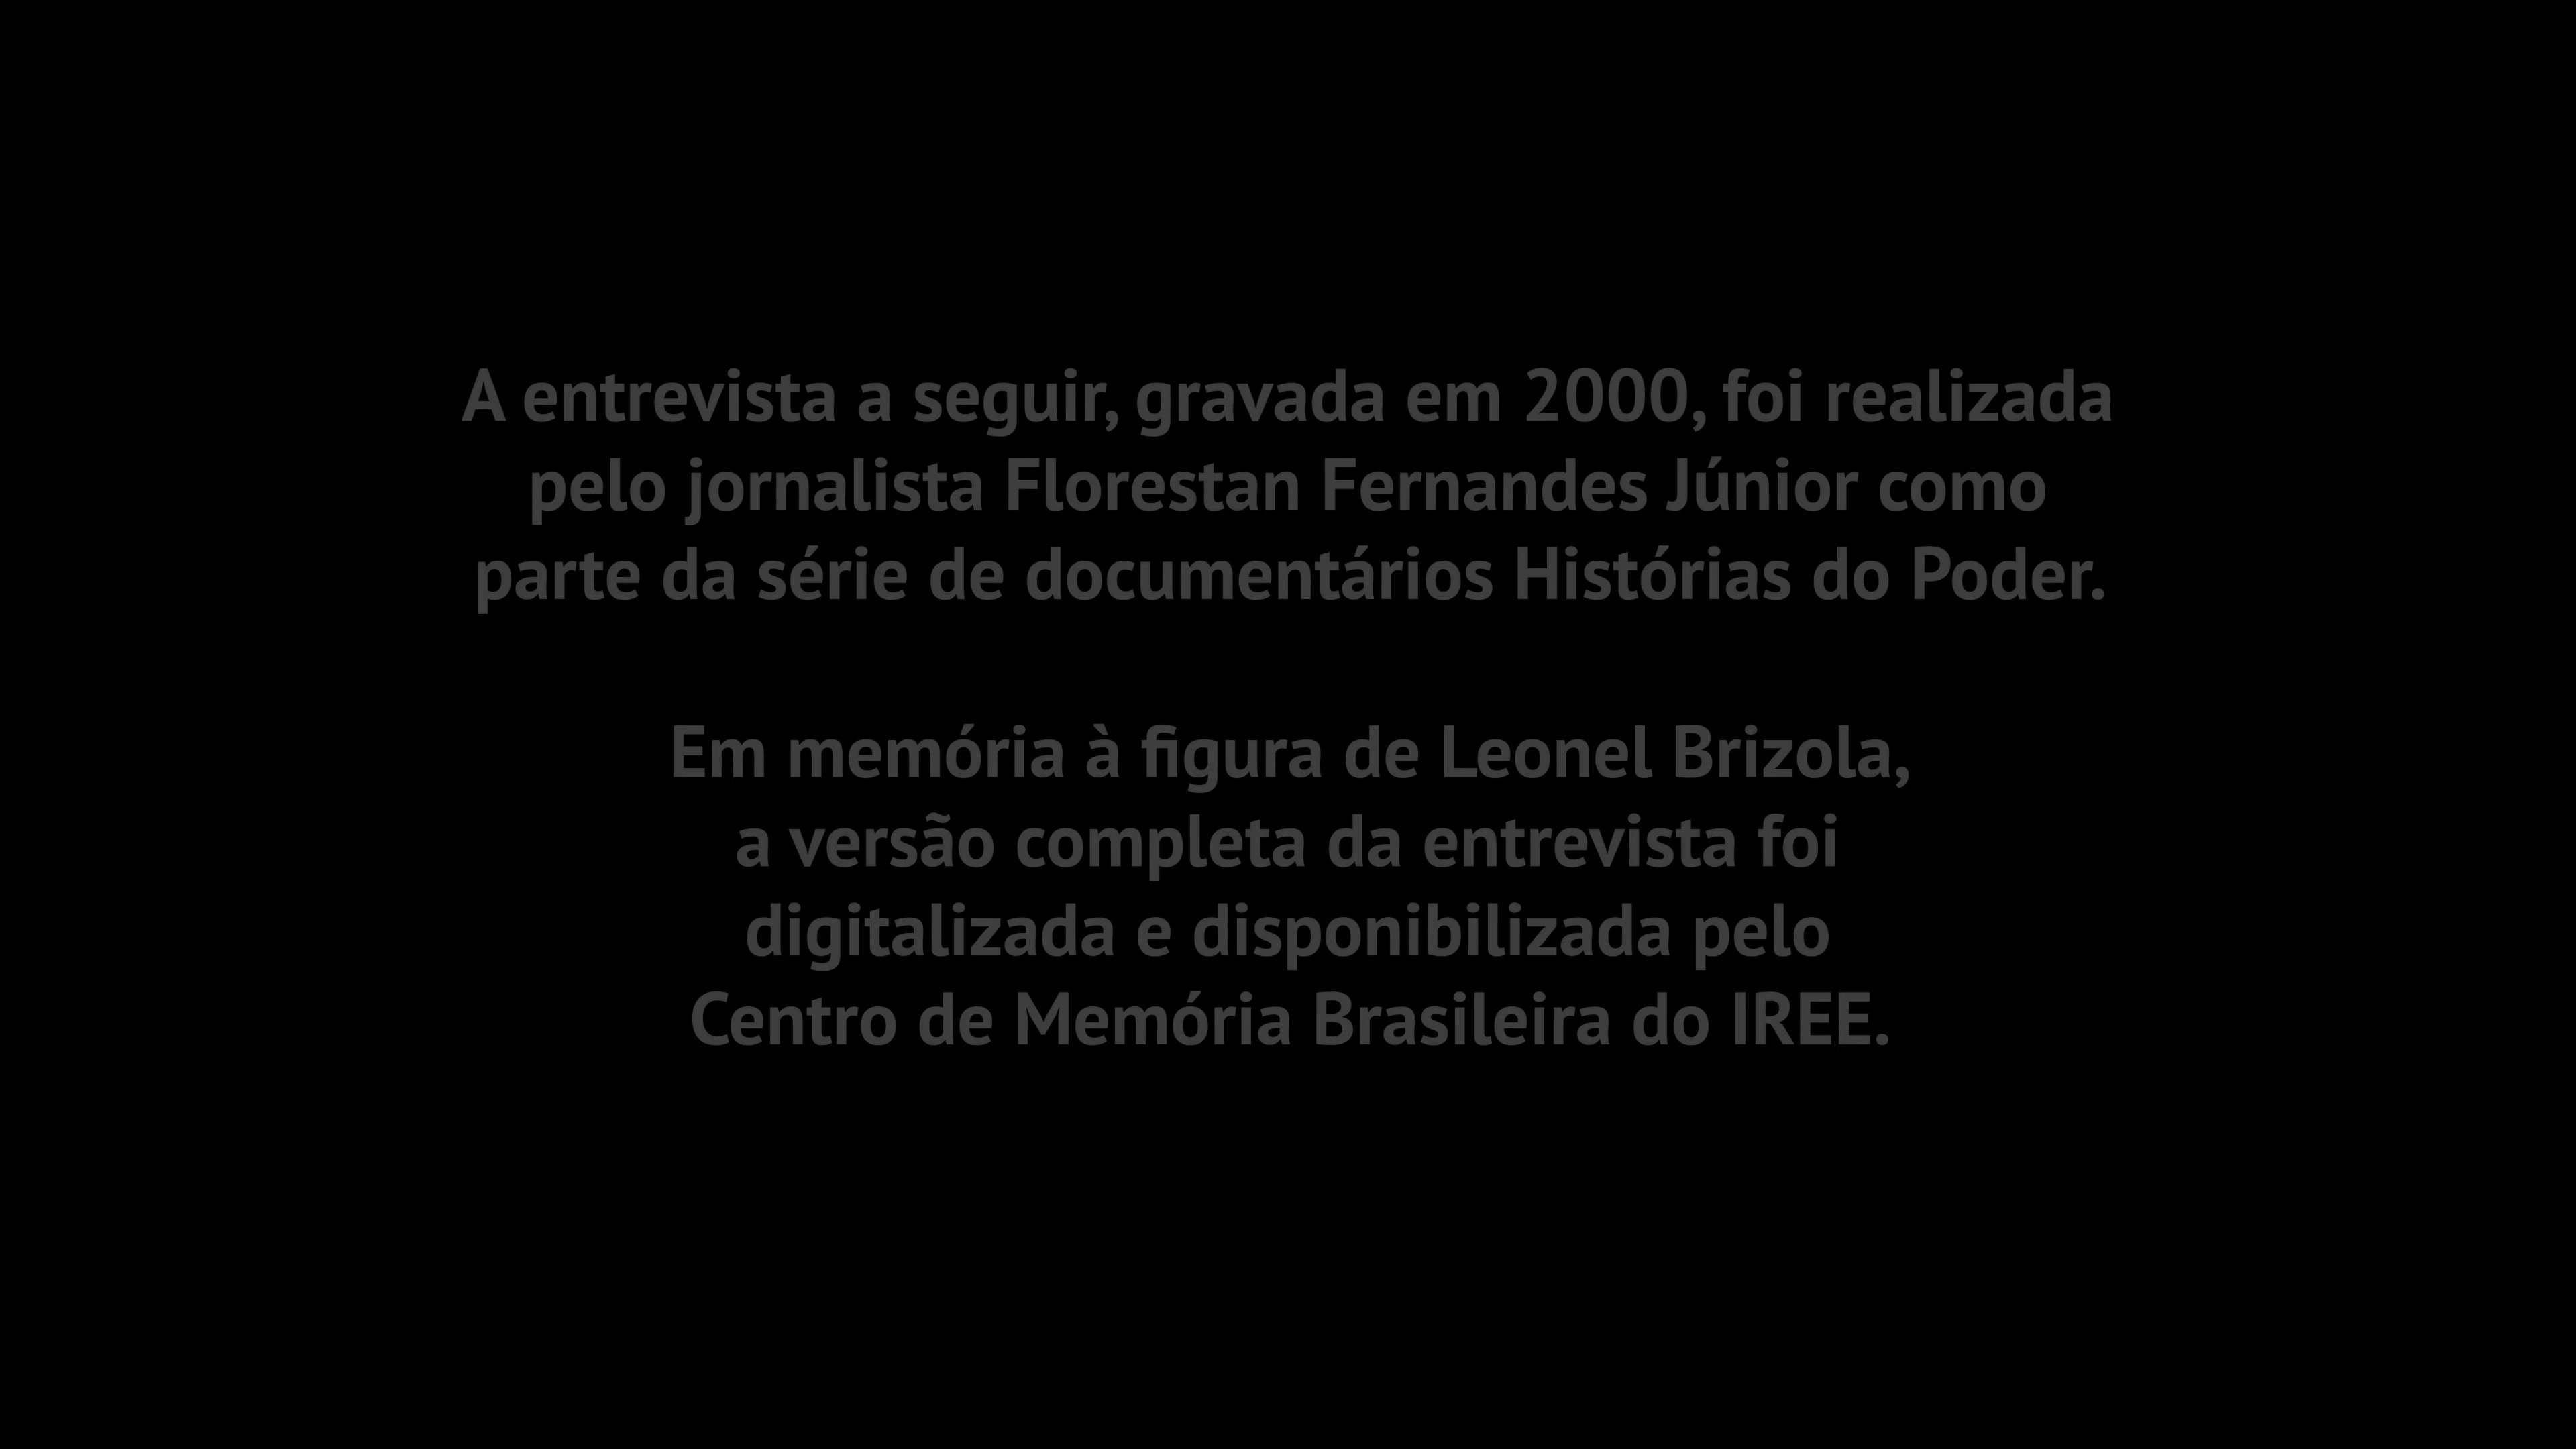 A entrevista a seguir, gravada em 2000, foi realizada
pelo jornalista Florestan Fernandes Júnior como
parte da série de documentários Histórias do Poder.
Em memória à figura de Leonel Brizola,
a versão completa da entrevista foi
digitalizada e disponibilizada pelo
Centro de Memória Brasileira do IREE.